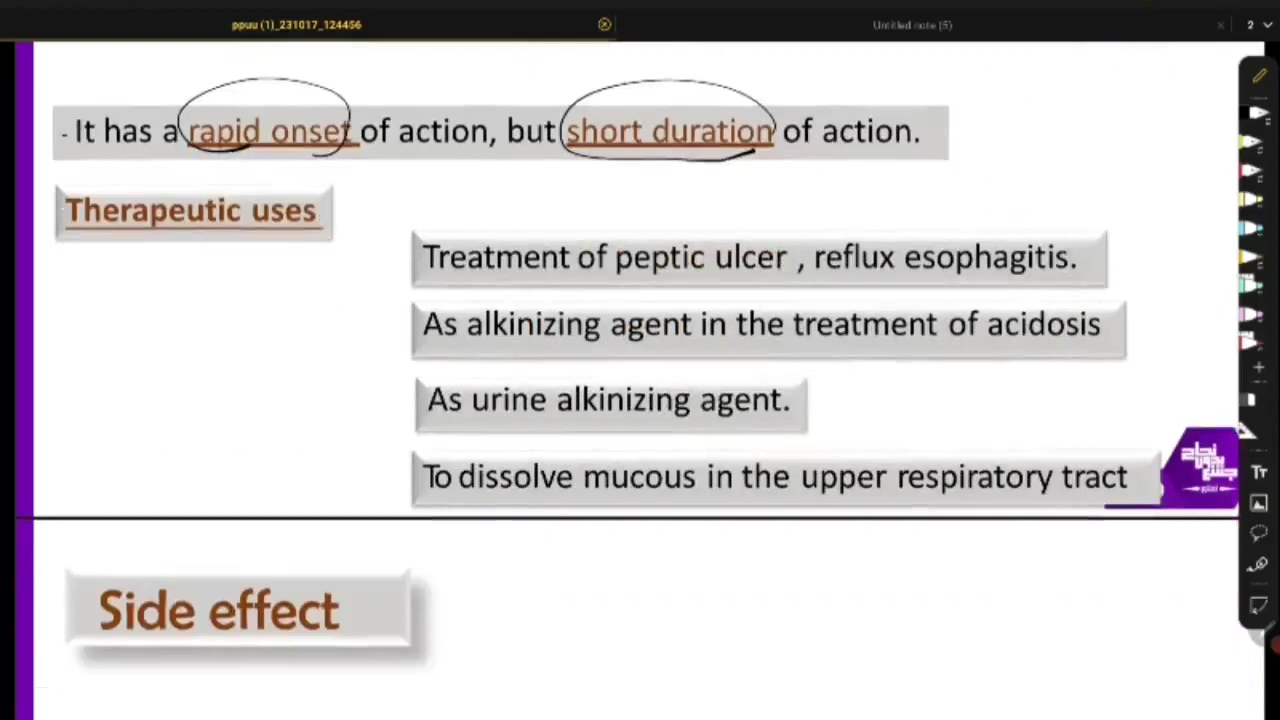 ppuu (1)_231017_124456
Untitled note (5)
2
- It has a rapid onset of action, but short duration of action.
Therapeutic uses
Treatment of peptic ulcer , reflux esophagitis.
As alkinizing agent in the treatment of acidosis
As urine alkinizing agent.
To dissolve mucous in the upper respiratory tract
Tт
Side effect